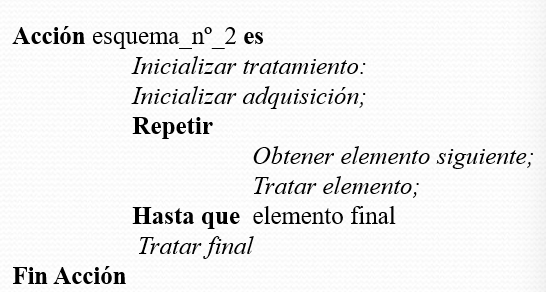 Acción esquema_nº_2 es
Inicializar tratamiento:
Inicializar adquisición;
Repetir
Obtener elemento siguiente;
Tratar elemento;
Hasta que elemento final
Tratar final
Fin Acción